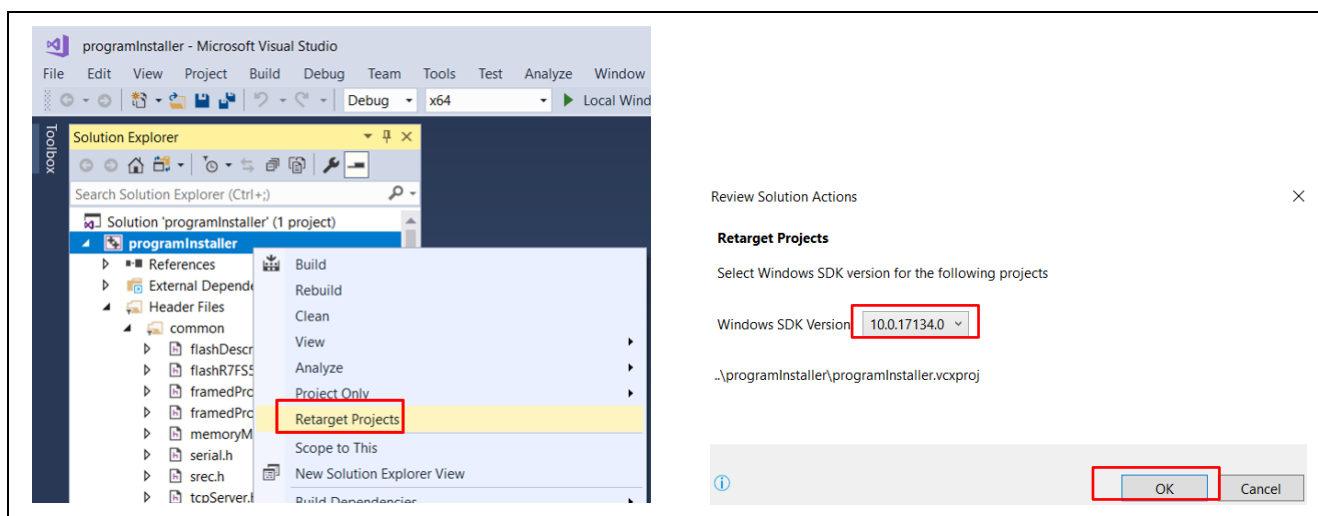 programInstaller - Microsoft Visual Studio
File Edit View Project Build Debug Team Tools Test Analyze Window
Debug x64 Local Wind
Toolbox
Solution Explorer
Search Solution Explorer (Ctrl+;)
Solution 'programInstaller' (1 project)
programInstaller
References
External Depende
Header Files
common
flashDescr
flashR7FS5
framedPro
framedPro
memoryM
serial.h
srec.h
tcpServer.h
Build
Rebuild
Clean
View
Analyze
Project Only
Retarget Projects
Scope to This
New Solution Explorer View
Build Dependencies
Review Solution Actions
Retarget Projects
Select Windows SDK version for the following projects
Windows SDK Version 10.0.17134.0
..\programInstaller\programInstaller.vcxproj
OK Cancel